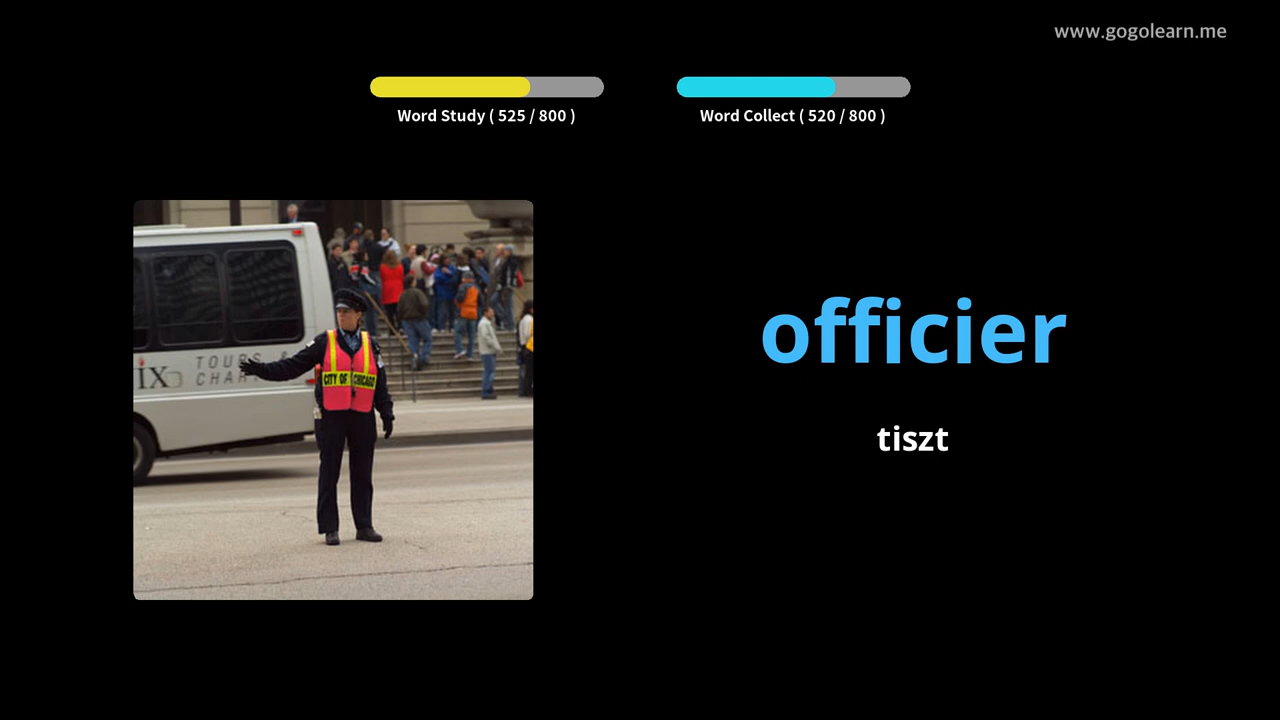 www.gogolearn.me
Word Study ( 525 / 800 )
Word Collect ( 520 / 800 )
IX
TOURS &
CHAR
CITY OF CHICAGO
officier
tiszt